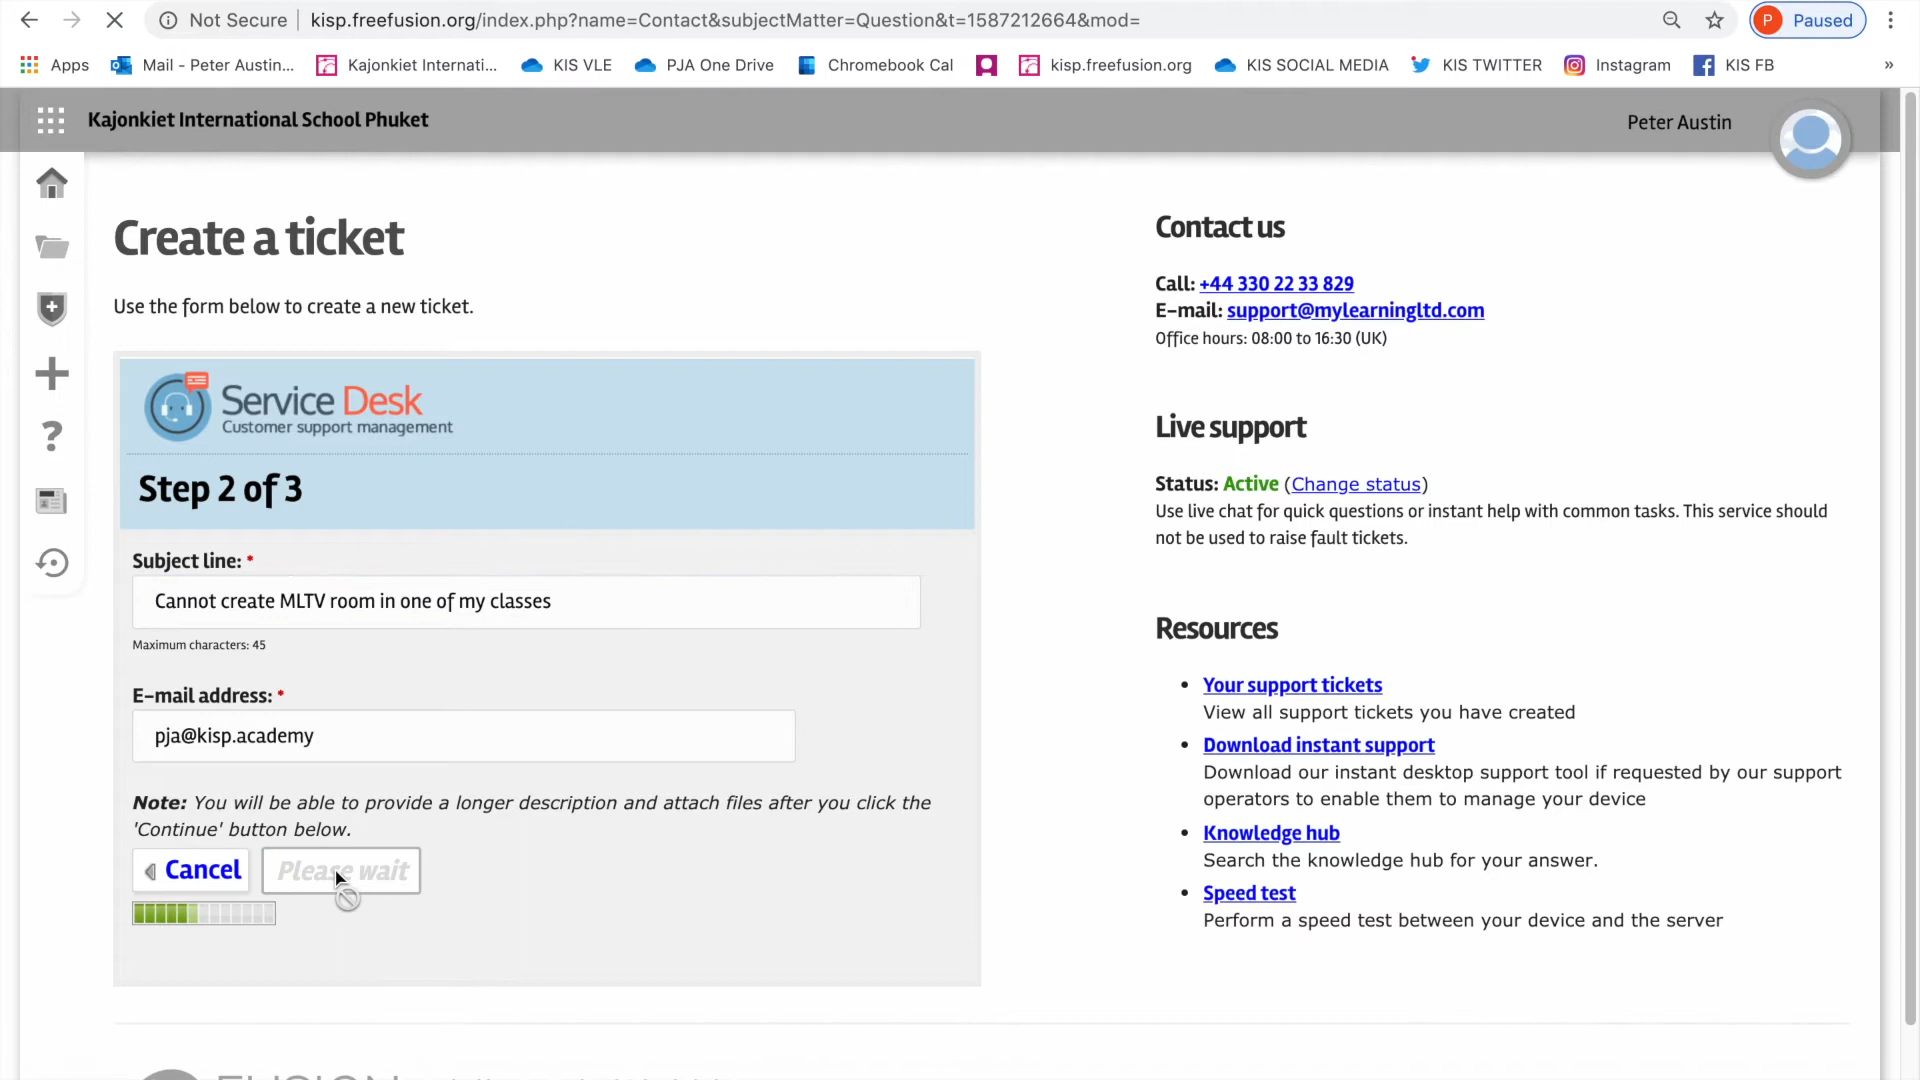 Not Secure
kisp.freefusion.org/index.php?name=Contact&subjectMatter=Question&t=1587212664&mod=
P
Paused
Apps
Mail - Peter Austin...
Kajonkiet Internati...
KIS VLE
PJA One Drive
Chromebook Cal
kisp.freefusion.org
KIS SOCIAL MEDIA
KIS TWITTER
Instagram
KIS FB
»
Kajonkiet International School Phuket
Peter Austin
Create a ticket
Use the form below to create a new ticket.
Service Desk
Customer support management
Step 2 of 3
Subject line: *
Cannot create MLTV room in one of my classes
Maximum characters: 45
E-mail address: *
pja@kisp.academy
Note: You will be able to provide a longer description and attach files after you click the
'Continue' button below.
Cancel
Please wait
Contact us
Call: +44 330 22 33 829
E-mail: support@mylearningltd.com
Office hours: 08:00 to 16:30 (UK)
Live support
Status: Active (Change status)
Use live chat for quick questions or instant help with common tasks. This service should
not be used to raise fault tickets.
Resources
• Your support tickets
View all support tickets you have created
• Download instant support
Download our instant desktop support tool if requested by our support
operators to enable them to manage your device
• Knowledge hub
Search the knowledge hub for your answer.
• Speed test
Perform a speed test between your device and the server